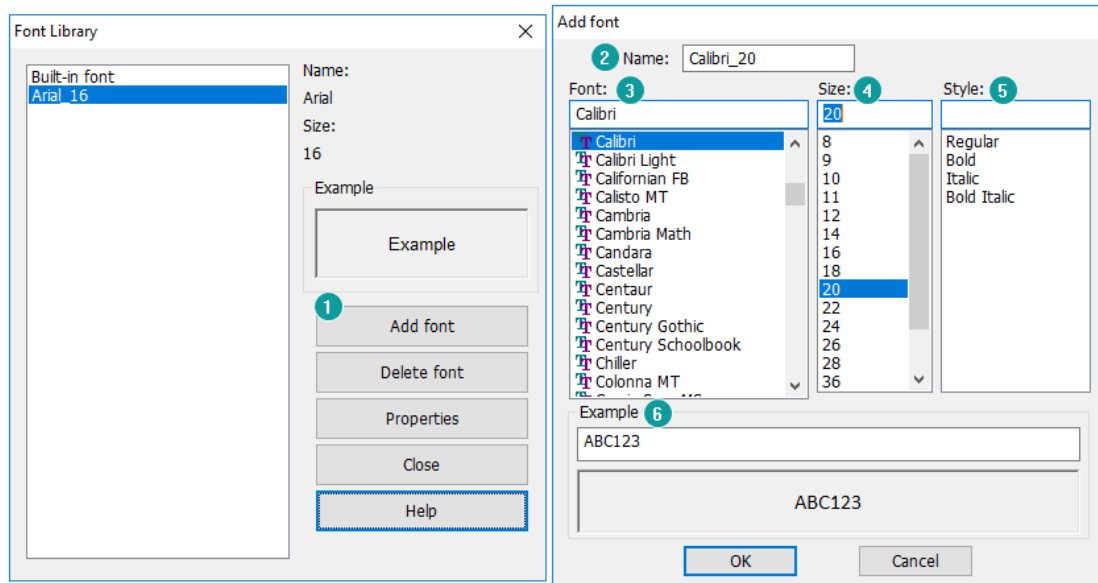 Font Library
Built-in font
Arial_16
Name:
Arial
Size:
16
Example
Example
1
Add font
Delete font
Properties
Close
Help
Add font
2 Name: Calibri_20
Font: 3
Calibri
Calibri
Calibri Light
Californian FB
Calisto MT
Cambria
Cambria Math
Candara
Castellar
Centaur
Century
Century Gothic
Century Schoolbook
Chiller
Colonna MT
Size: 4
20
8
9
10
11
12
14
16
18
20
22
24
26
28
36
Style: 5
Regular
Bold
Italic
Bold Italic
Example 6
ABC123
ABC123
OK Cancel